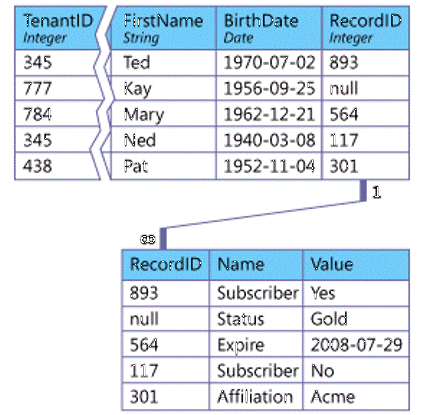 TenantID FirstName BirthDate RecordID
Integer String Date Integer
345 Ted 1970-07-02 893
777 Kay 1956-09-25 null
784 Mary 1962-12-21 564
345 Ned 1940-03-08 117
438 Pat 1952-11-04 301
1
∞
RecordID Name Value
893 Subscriber Yes
null Status Gold
564 Expire 2008-07-29
117 Subscriber No
301 Affiliation Acme